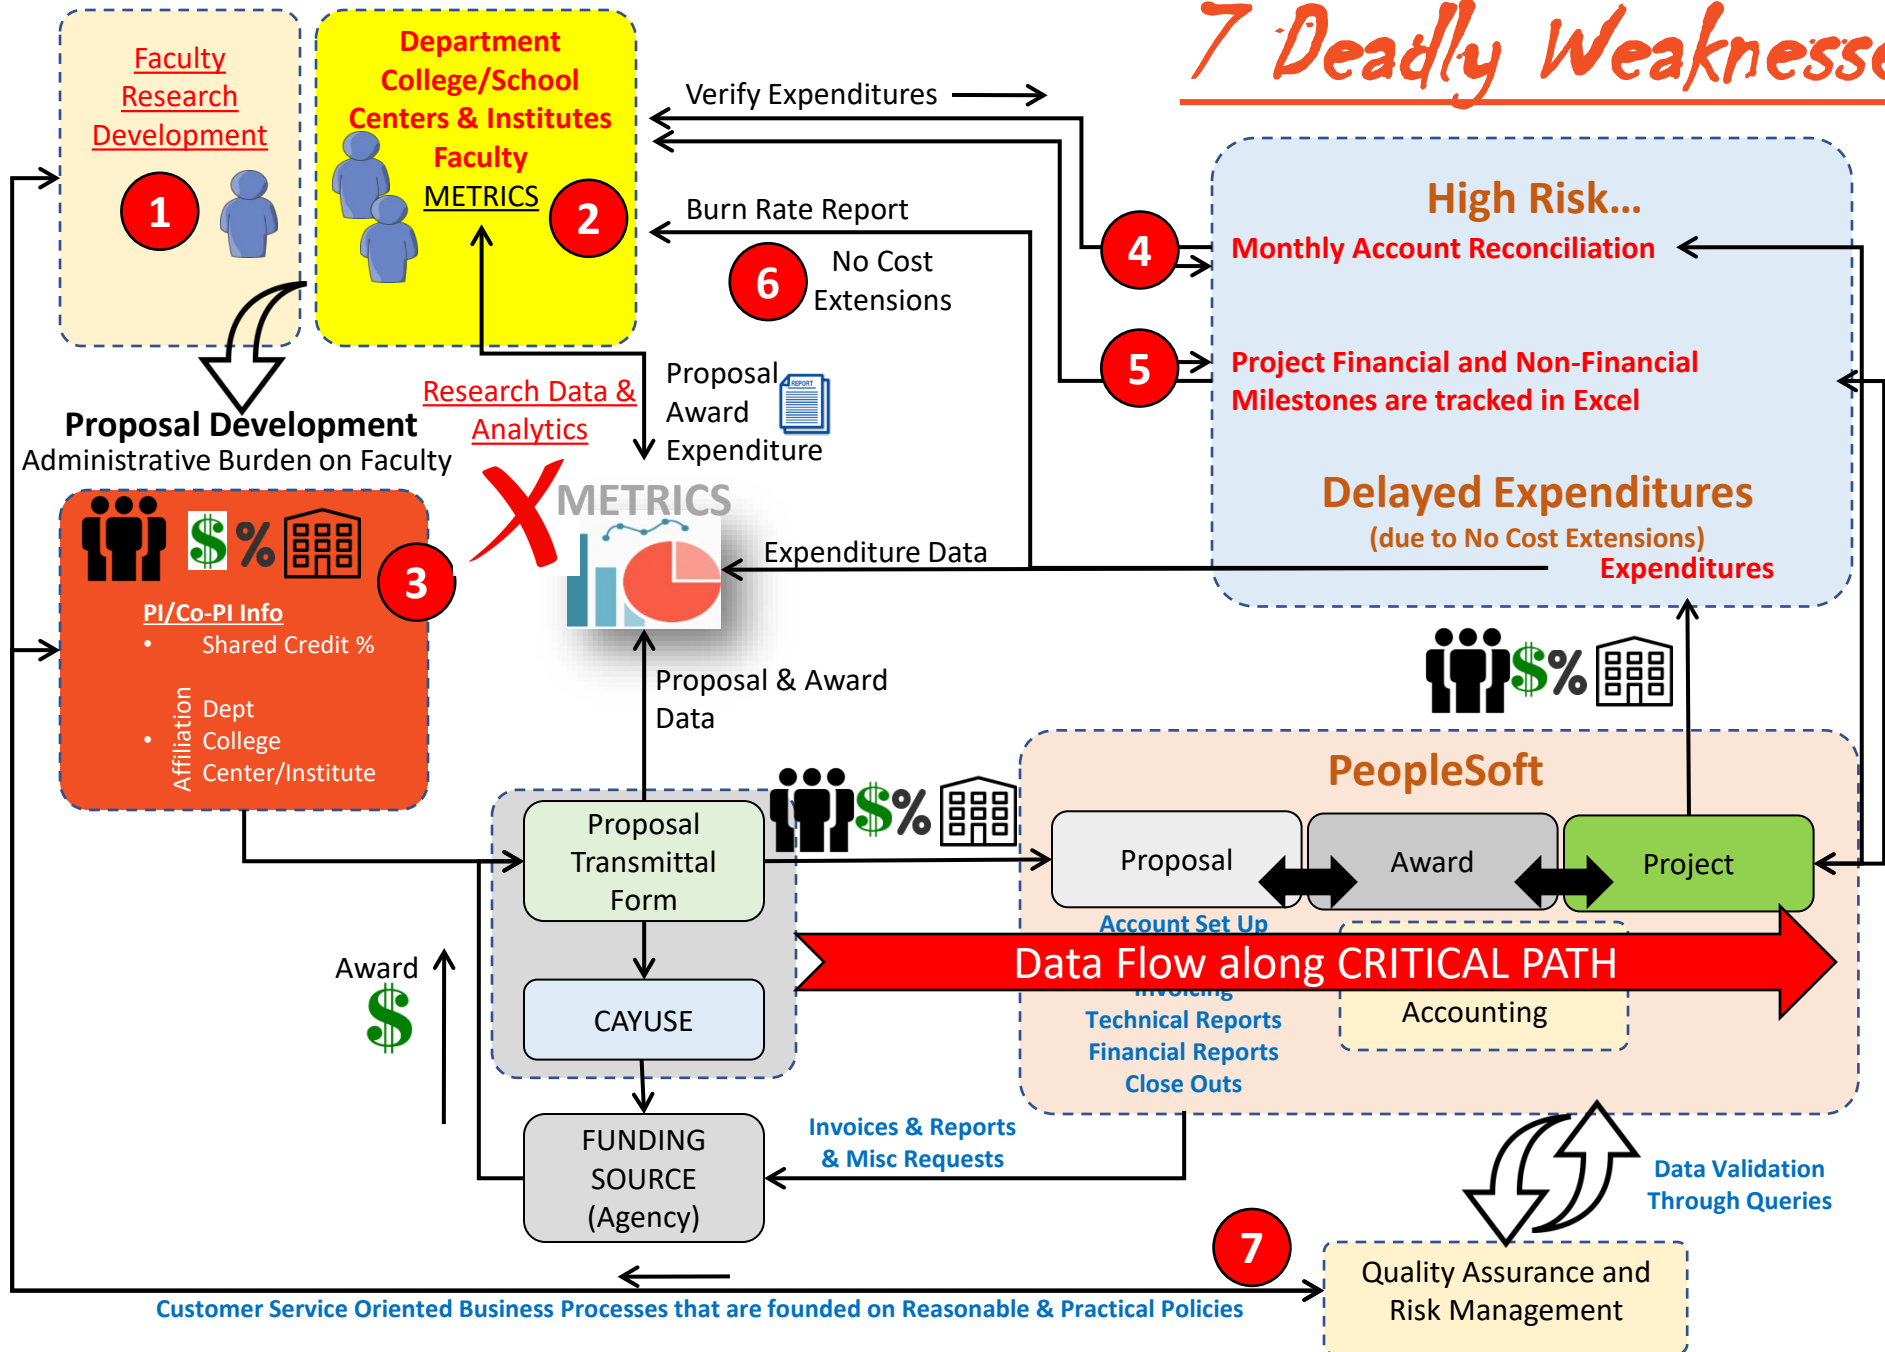 7 Deadly Weaknesse
Faculty
Research
Development
1
Department
College/School
Centers & Institutes
Faculty
METRICS
2
Verify Expenditures
Burn Rate Report
6
No Cost
Extensions
High Risk...
4
Monthly Account Reconciliation
5
Project Financial and Non-Financial
Milestones are tracked in Excel
Delayed Expenditures
(due to No Cost Extensions)
Expenditures
Proposal Development
Administrative Burden on Faculty
Research Data &
Analytics
Proposal
Award
Expenditure
REPORT
METRICS
Expenditure Data
3
$ %
PI/Co-PI Info
• Shared Credit %
• Affiliation
Dept
College
Center/Institute
Proposal & Award
Data
$%
$%
PeopleSoft
Proposal
Transmittal
Form
Proposal
Award
Project
Account Set Up
Data Flow along CRITICAL PATH
Invoicing
Technical Reports
Financial Reports
Close Outs
Accounting
Award
$
CAYUSE
FUNDING
SOURCE
(Agency)
Invoices & Reports
& Misc Requests
Data Validation
Through Queries
7
Quality Assurance and
Risk Management
Customer Service Oriented Business Processes that are founded on Reasonable & Practical Policies